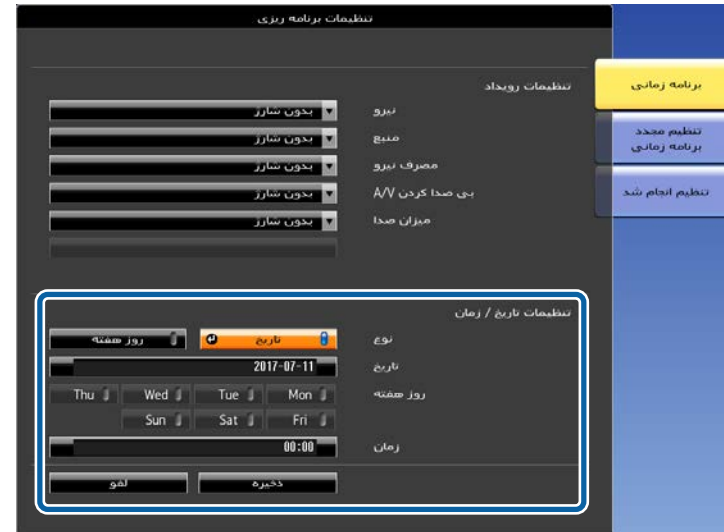 تنظیمات برنامه ریزی
برنامه زمانی
تنظیم مجدد
برنامه زمانی
تنظیم انجام شد
تنظیمات رویداد
نیرو بدون شارژ
منبع بدون شارژ
مصرف نیرو بدون شارژ
بی صدا کردن A/V بدون شارژ
میزان صدا بدون شارژ
تنظیمات تاریخ / زمان
نوع تاریخ روز هفته
تاریخ 2017-07-11
روز هفته Mon Tue Wed Thu
Fri Sat Sun
زمان 00:00
ذخیره لغو